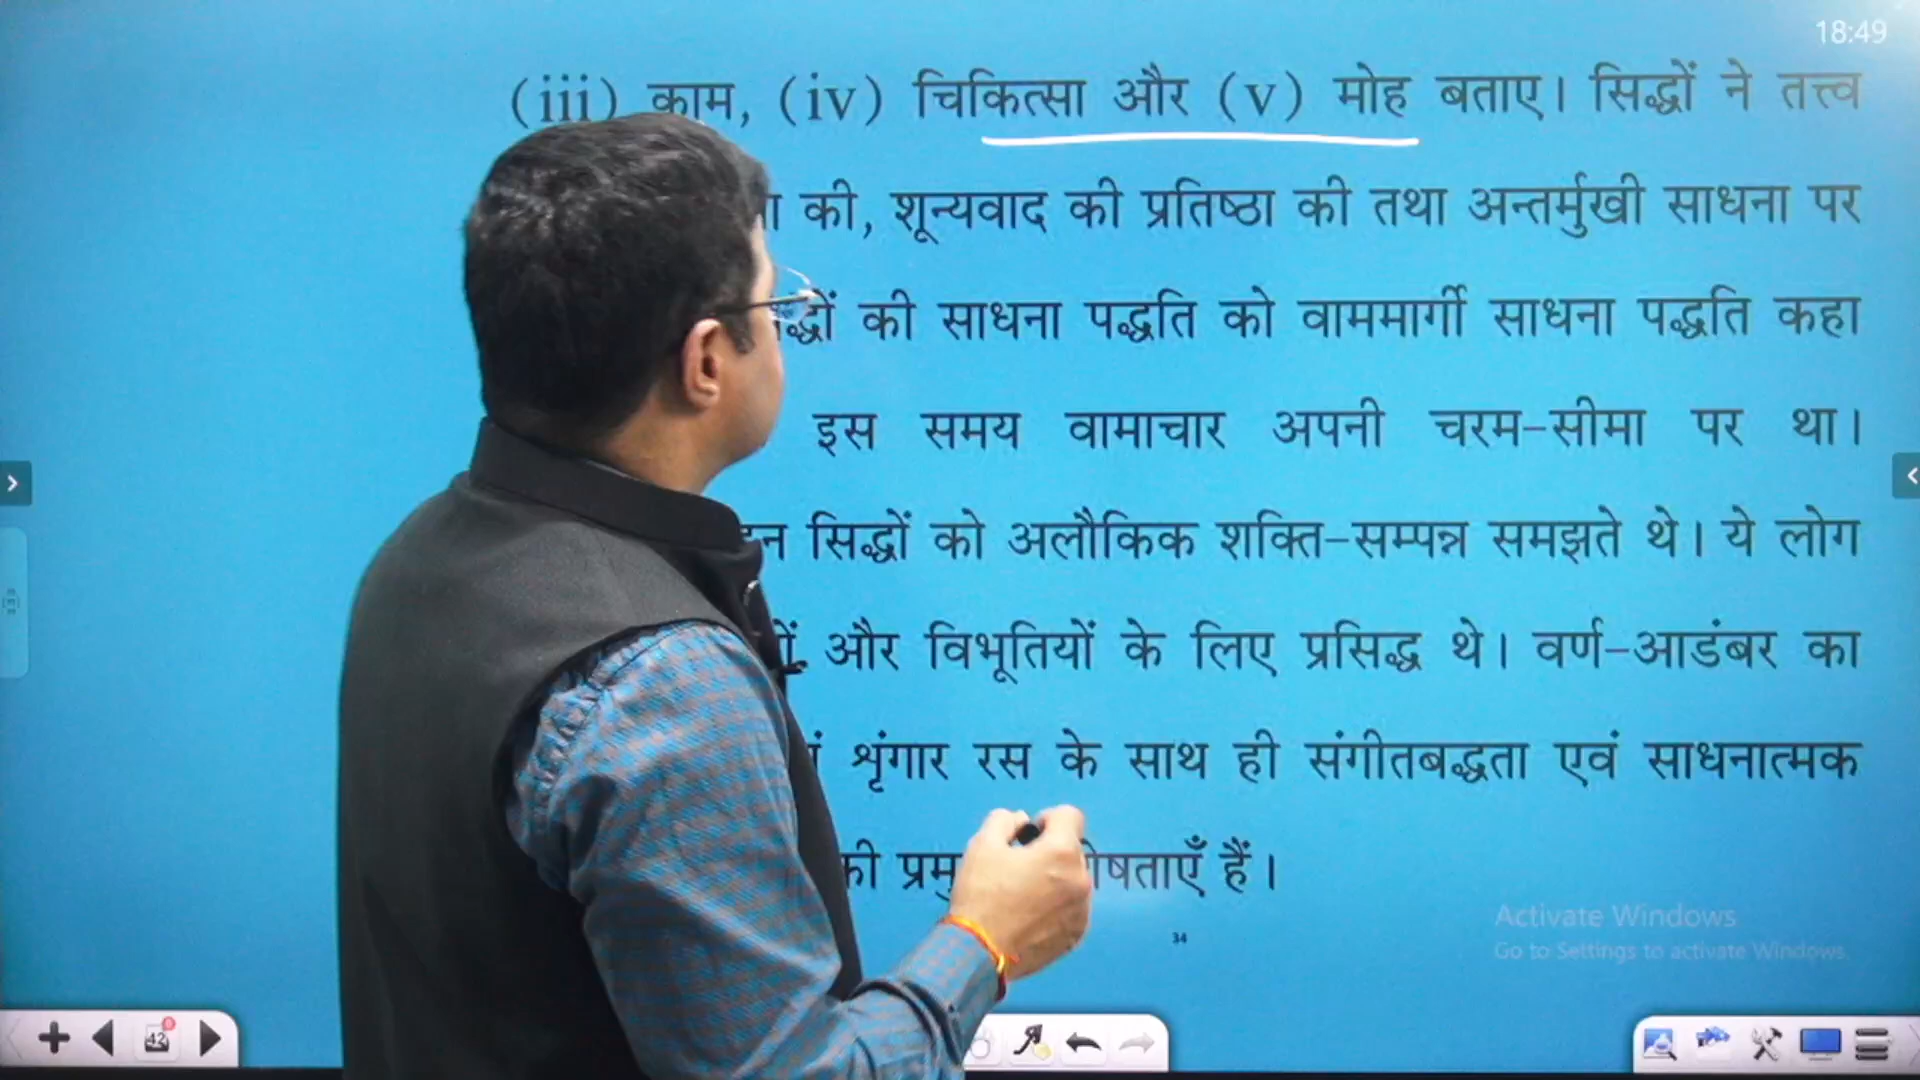 18:49
(iii) काम, (iv) चिकित्सा और (v) मोह बताए। सिद्धों ने तत्त्व
की, शून्यवाद की प्रतिष्ठा की तथा अन्तर्मुखी साधना पर
की साधना पद्धति को वाममार्गी साधना पद्धति कहा
इस समय वामाचार अपनी चरम-सीमा पर था।
सिद्धों को अलौकिक शक्ति-सम्पन्न समझते थे। ये लोग
और विभूतियों के लिए प्रसिद्ध थे। वर्ण-आडंबर का
शृंगार रस के साथ ही संगीतबद्धता एवं साधनात्मक
हैं।
34
Activate Windows
Go to Settings to activate Windows.
42